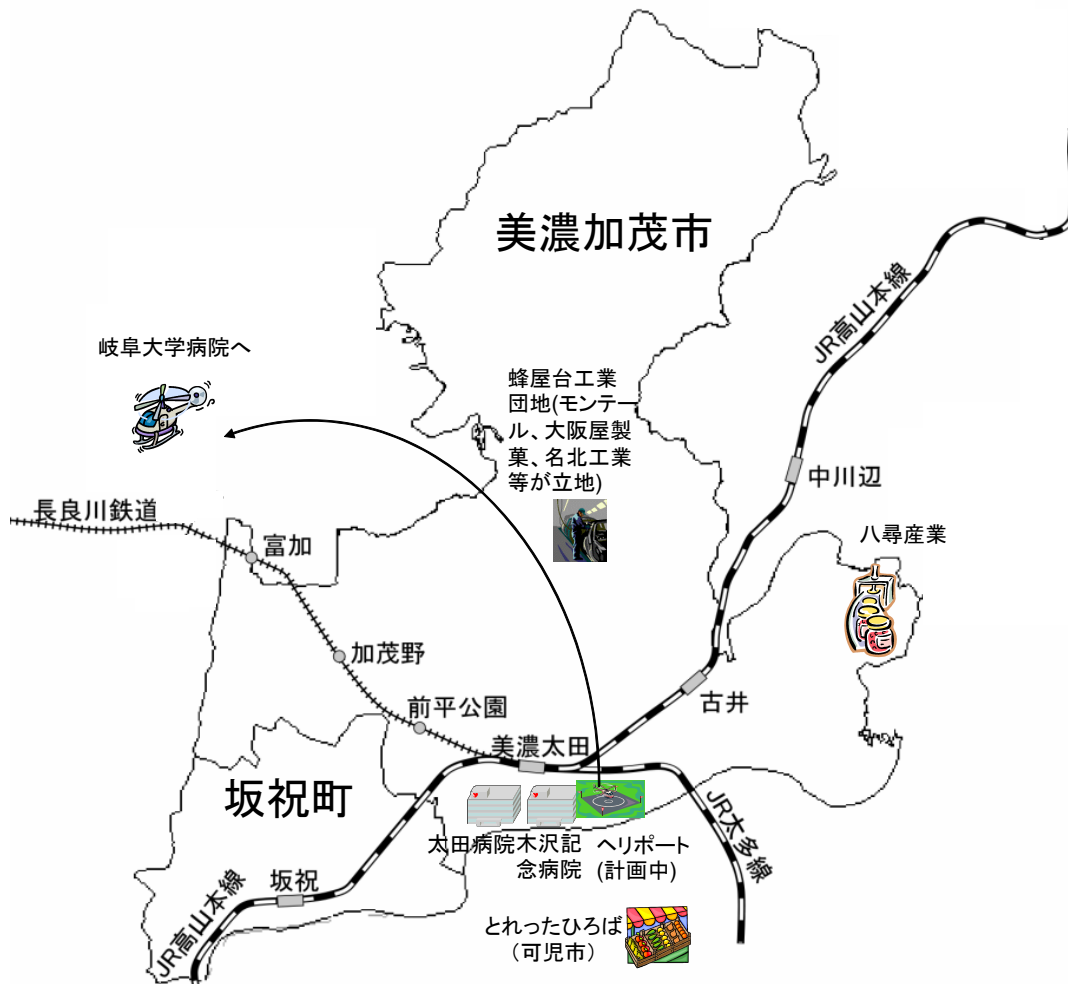 美濃加茂市
JR高山本線
岐阜大学病院へ
蜂屋台工業
団地(モンテー
ル、大阪屋製
菓、名北工業
等が立地)
中川辺
長良川鉄道
富加
八尋産業
加茂野
古井
前平公園
美濃太田
坂祝町
JR太多線
太田病院
木沢記
念病院
ヘリポート
(計画中)
坂祝
JR高山本線
とれったひろば
（可児市）